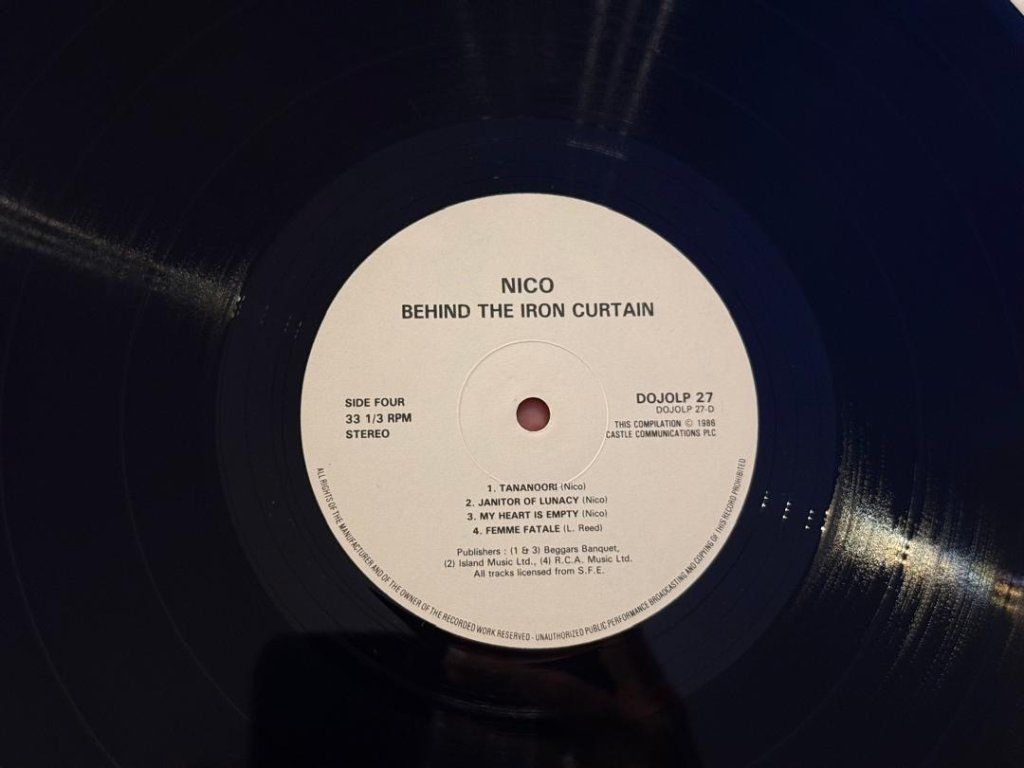 NICO
BEHIND THE IRON CURTAIN
SIDE FOUR
33 1/3 RPM
STEREO
DOJOLP 27
DOJOLP 27-D
THIS COMPILATION © 1986
CASTLE COMMUNICATIONS PLC
1. TANANOORI (Nico)
2. JANITOR OF LUNACY (Nico)
3. MY HEART IS EMPTY (Nico)
4. FEMME FATALE (L. Reed)
Publishers : (1 & 3) Beggars Banquet,
(2) Island Music Ltd., (4) R.C.A. Music Ltd.
All tracks licensed from S.F.E.
ALL RIGHTS OF THE MANUFACTURER AND OF THE OWNER OF THE RECORDED WORK RESERVED - UNAUTHORIZED PUBLIC PERFORMANCE BROADCASTING AND COPYING OF THIS RECORD PROHIBITED